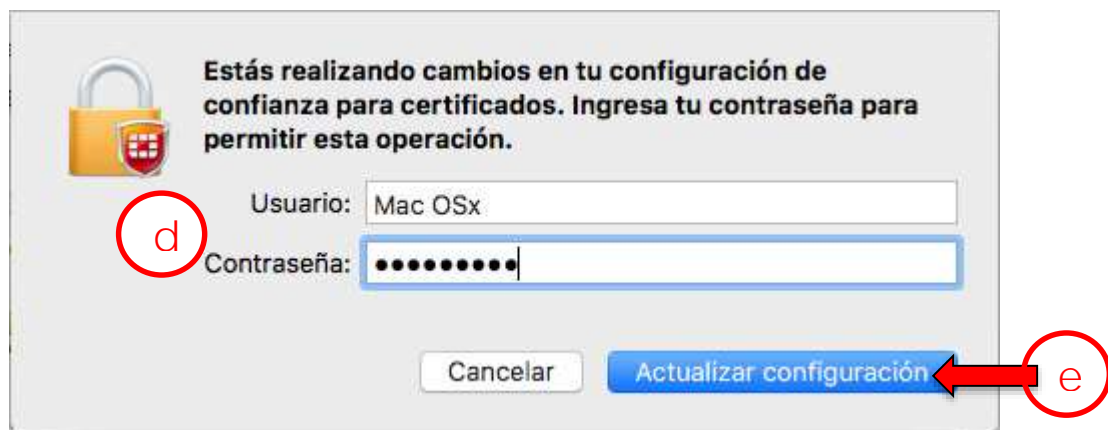 Estás realizando cambios en tu configuración de
confianza para certificados. Ingresa tu contraseña para
permitir esta operación.
Usuario: Mac OSx
d
Contraseña: •••••••••
Cancelar Actualizar configuración e